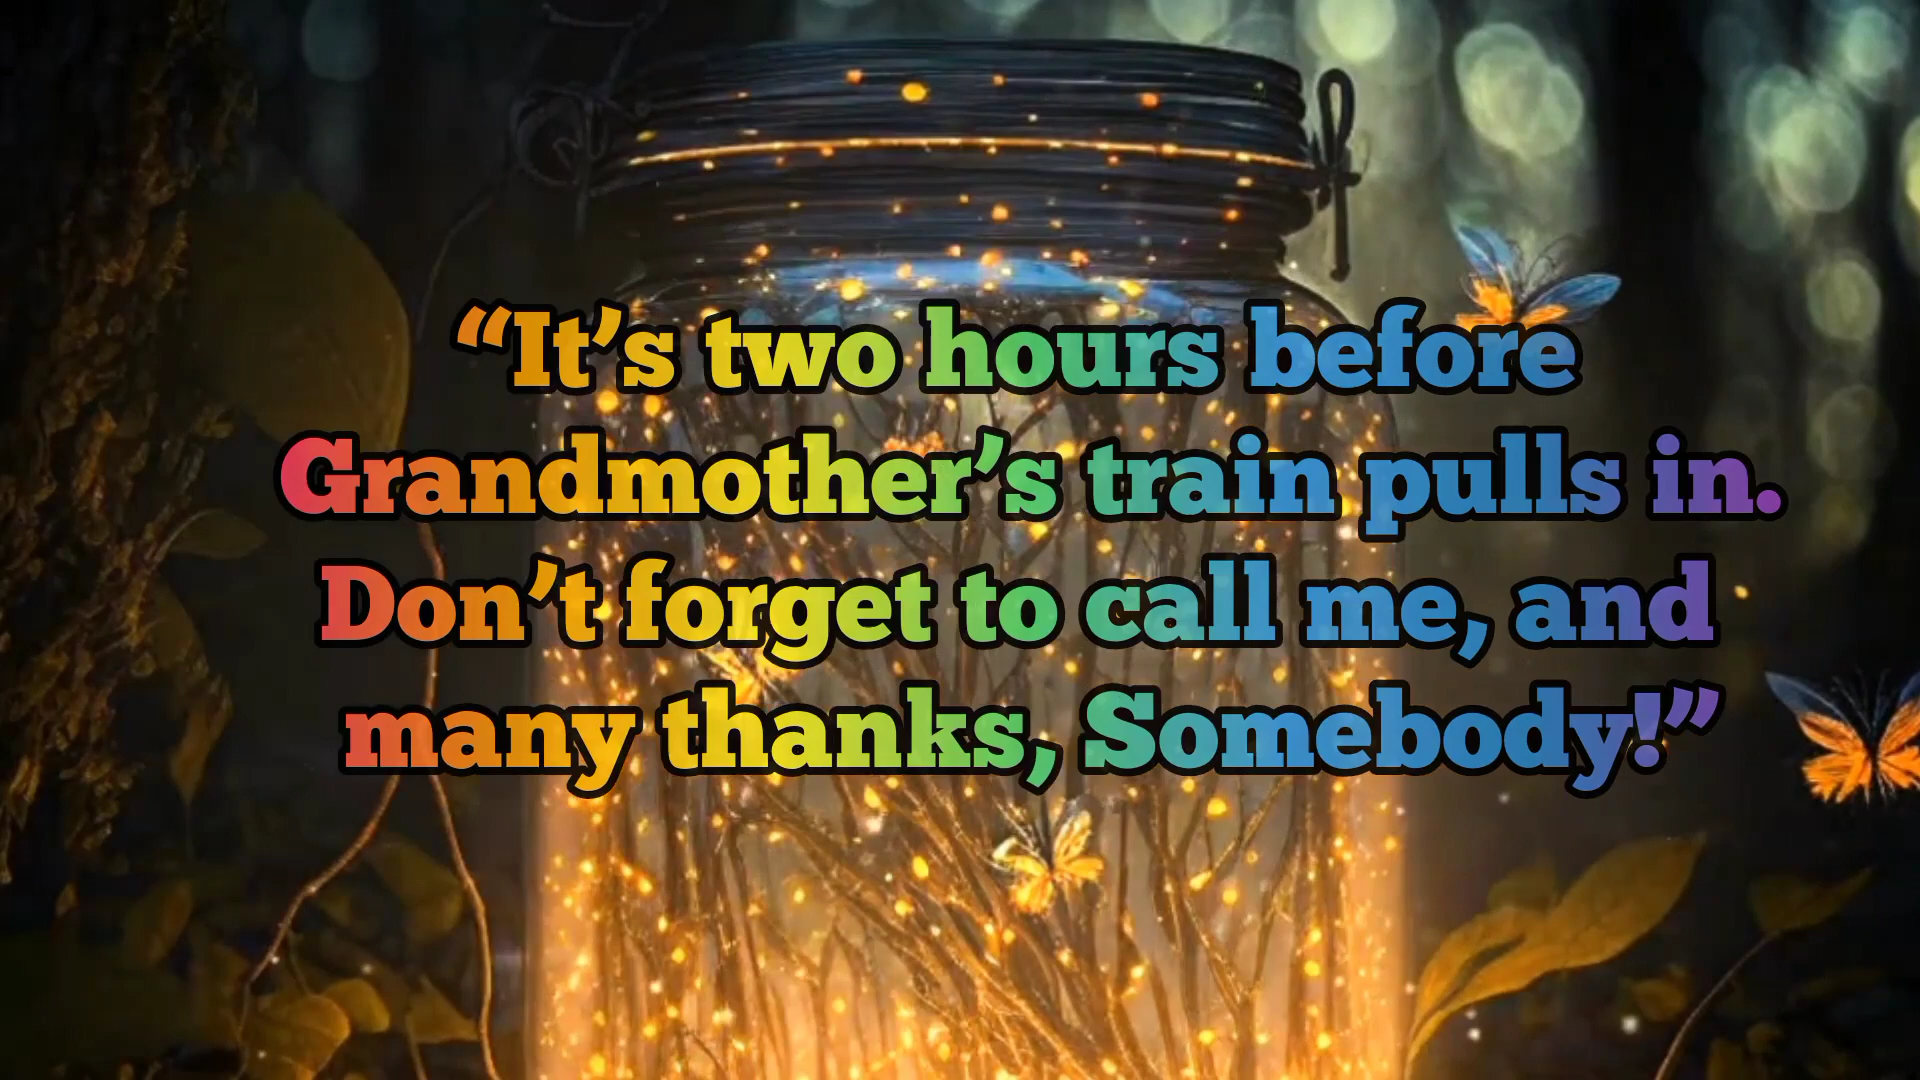 “It’s two hours before
Grandmother’s train pulls in.
Don’t forget to call me, and
many thanks, Somebody!”